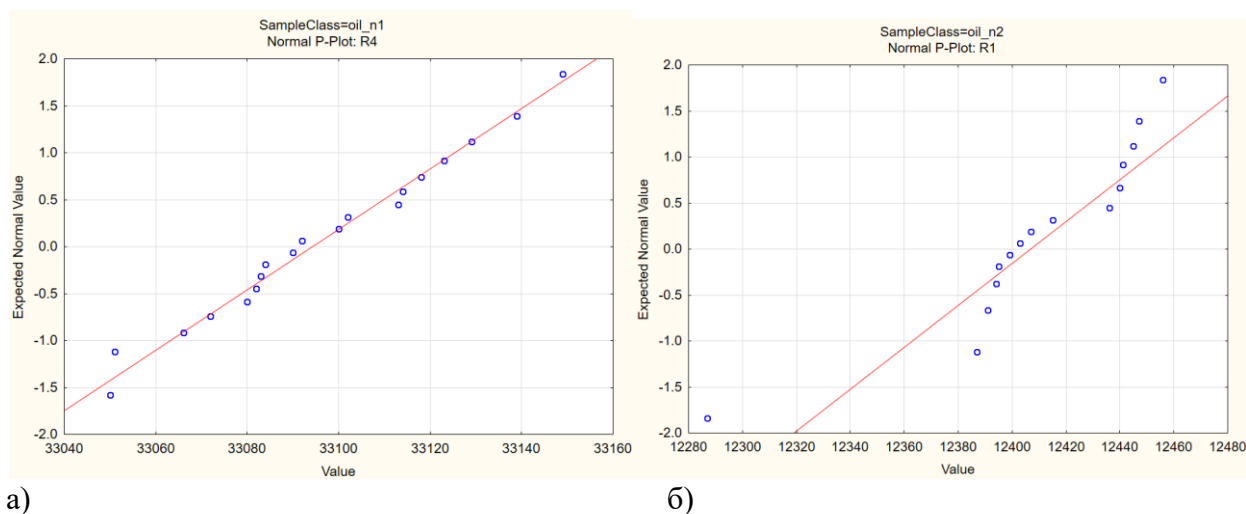 SampleClass=oil_n1
Normal P-Plot: R4
2.0
1.5
1.0
0.5
0.0
-0.5
-1.0
-1.5
-2.0
Expected Normal Value
33040 33060 33080 33100 33120 33140 33160
Value
а)
SampleClass=oil_n2
Normal P-Plot: R1
2.0
1.5
1.0
0.5
0.0
-0.5
-1.0
-1.5
-2.0
Expected Normal Value
12280 12300 12320 12340 12360 12380 12400 12420 12440 12460 12480
Value
б)